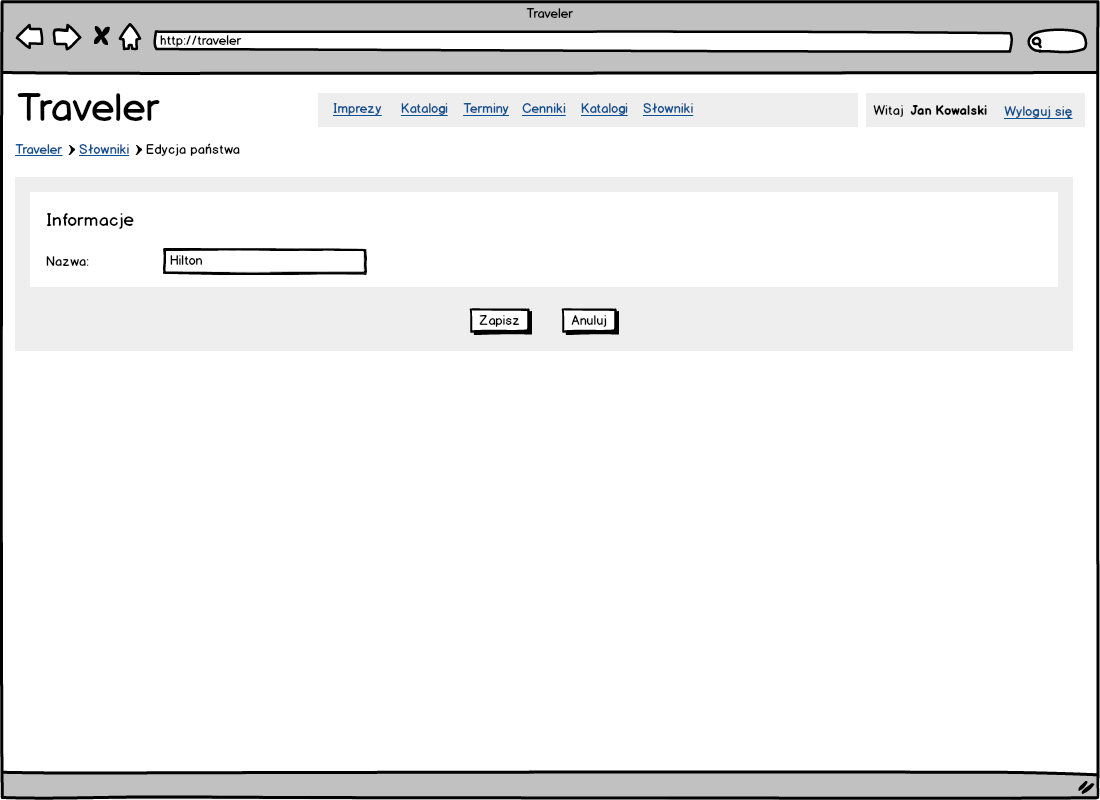 Traveler
http://traveler
Traveler
Imprezy Katalogi Terminy Cenniki Katalogi Słowniki
Witaj Jan Kowalski Wyloguj się
Traveler Słowniki Edycja państwa
Informacje
Nazwa: Hilton
Zapisz Anuluj